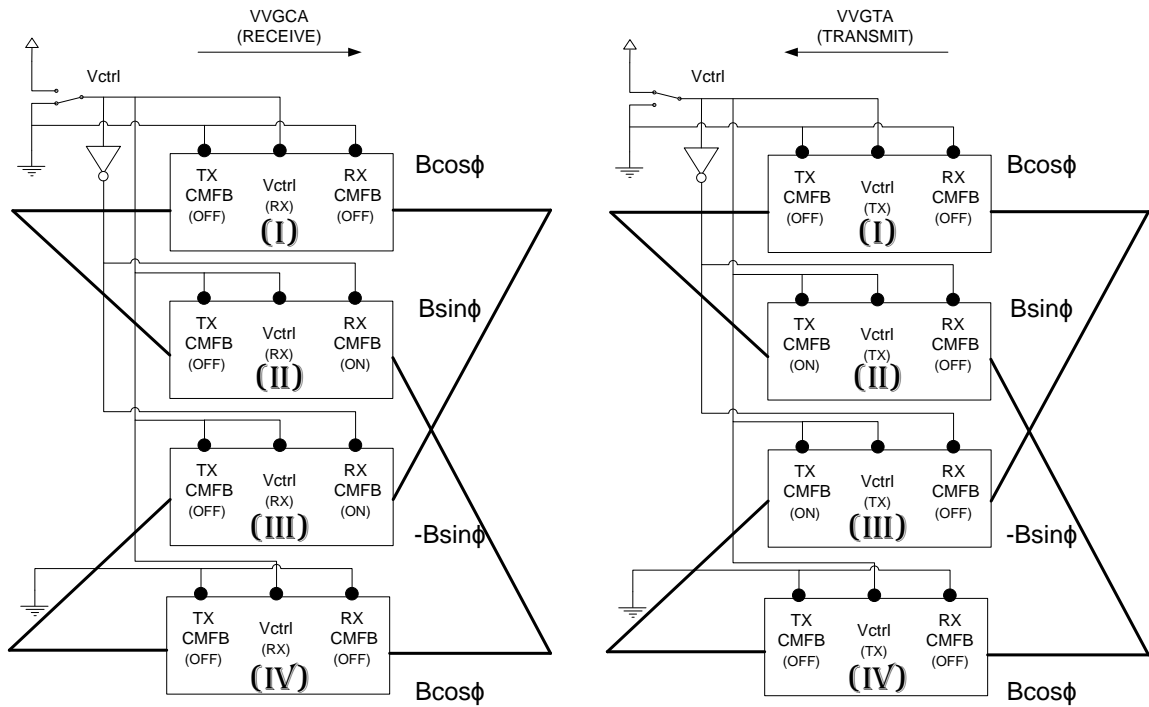 VVGCA
(RECEIVE)
Vctrl
TX
CMFB
(OFF)
Vctrl
(RX)
(I)
RX
CMFB
(OFF)
Bcosϕ
TX
CMFB
(OFF)
Vctrl
(RX)
(II)
RX
CMFB
(ON)
Bsinϕ
TX
CMFB
(OFF)
Vctrl
(RX)
(III)
RX
CMFB
(ON)
-Bsinϕ
TX
CMFB
(OFF)
Vctrl
(RX)
(IV)
RX
CMFB
(OFF)
Bcosϕ
VVGTA
(TRANSMIT)
Vctrl
TX
CMFB
(OFF)
Vctrl
(TX)
(I)
RX
CMFB
(OFF)
Bcosϕ
TX
CMFB
(ON)
Vctrl
(TX)
(II)
RX
CMFB
(OFF)
Bsinϕ
TX
CMFB
(ON)
Vctrl
(TX)
(III)
RX
CMFB
(OFF)
-Bsinϕ
TX
CMFB
(OFF)
Vctrl
(TX)
(IV)
RX
CMFB
(OFF)
Bcosϕ